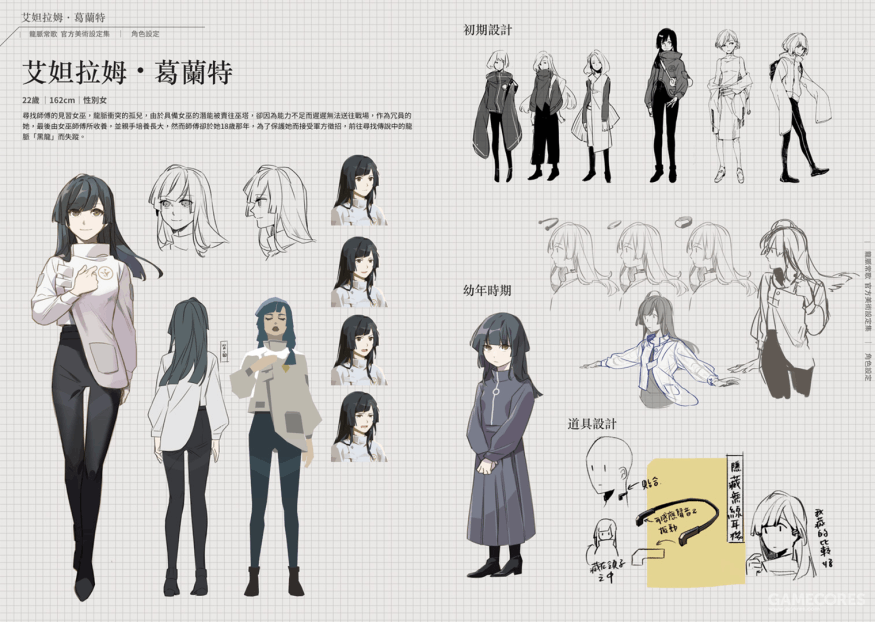 艾妲拉姆・葛蘭特
龍脈常歌 官方美術設定集 ｜ 角色設定
艾妲拉姆・葛蘭特
22歲 ｜162cm｜性別女
尋找師傅的見習女巫，龍脈衝突的孤兒，由於具備女巫的潛能被賣往巫塔，卻因為能力不足而遲遲無法送往戰場，作為冗員的
她，最後由女巫師傅所收養，並親手培養長大，然而師傅卻於她18歲那年，為了保護她而接受軍方徵招，前往尋找傳說中的龍
脈「黑龍」而失蹤。
初期設計
幼年時期
道具設計
貼合
隱藏無線耳機
藏在領子
之中
龍脈常歌 官方美術設定集 ｜ 角色設定
GAMECORES